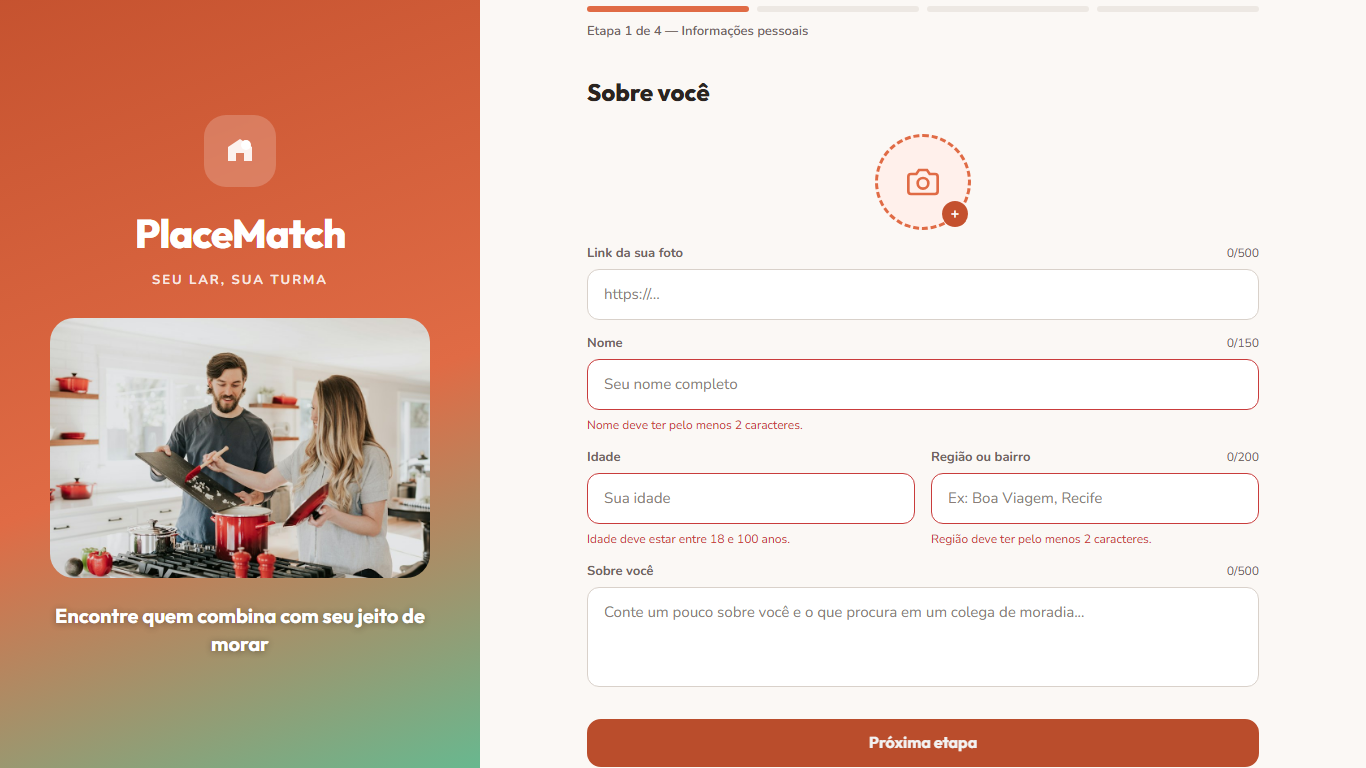 PlaceMatch
SEU LAR, SUA TURMA
Encontre quem combina com seu jeito de
morar
Etapa 1 de 4 — Informações pessoais
Sobre você
+
Link da sua foto 0/500
https://...
Nome 0/150
Seu nome completo
Nome deve ter pelo menos 2 caracteres.
Idade
Sua idade
Idade deve estar entre 18 e 100 anos.
Região ou bairro 0/200
Ex: Boa Viagem, Recife
Região deve ter pelo menos 2 caracteres.
Sobre você 0/500
Conte um pouco sobre você e o que procura em um colega de moradia...
Próxima etapa